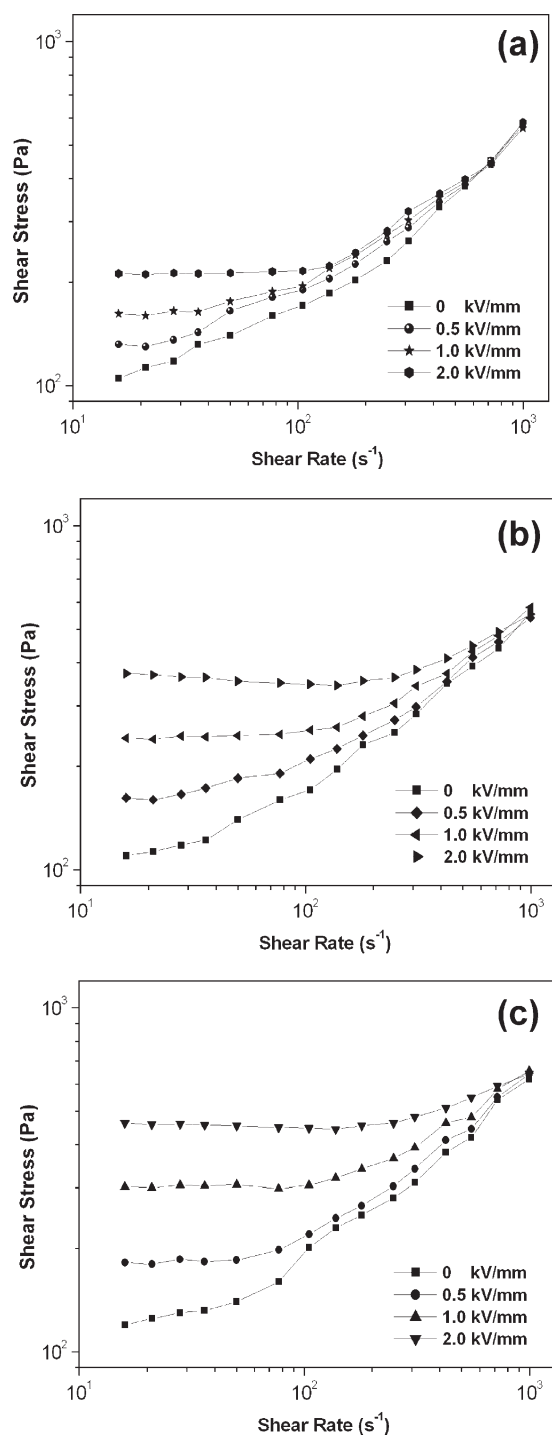 (a)
10³
Shear Stress (Pa)
10²
0 kV/mm
0.5 kV/mm
1.0 kV/mm
2.0 kV/mm
10¹ 10² 10³
Shear Rate (s⁻¹)
(b)
10³
Shear Stress (Pa)
10²
0 kV/mm
0.5 kV/mm
1.0 kV/mm
2.0 kV/mm
10¹ 10² 10³
Shear Rate (s⁻¹)
(c)
10³
Shear Stress (Pa)
10²
0 kV/mm
0.5 kV/mm
1.0 kV/mm
2.0 kV/mm
10¹ 10² 10³
Shear Rate (s⁻¹)